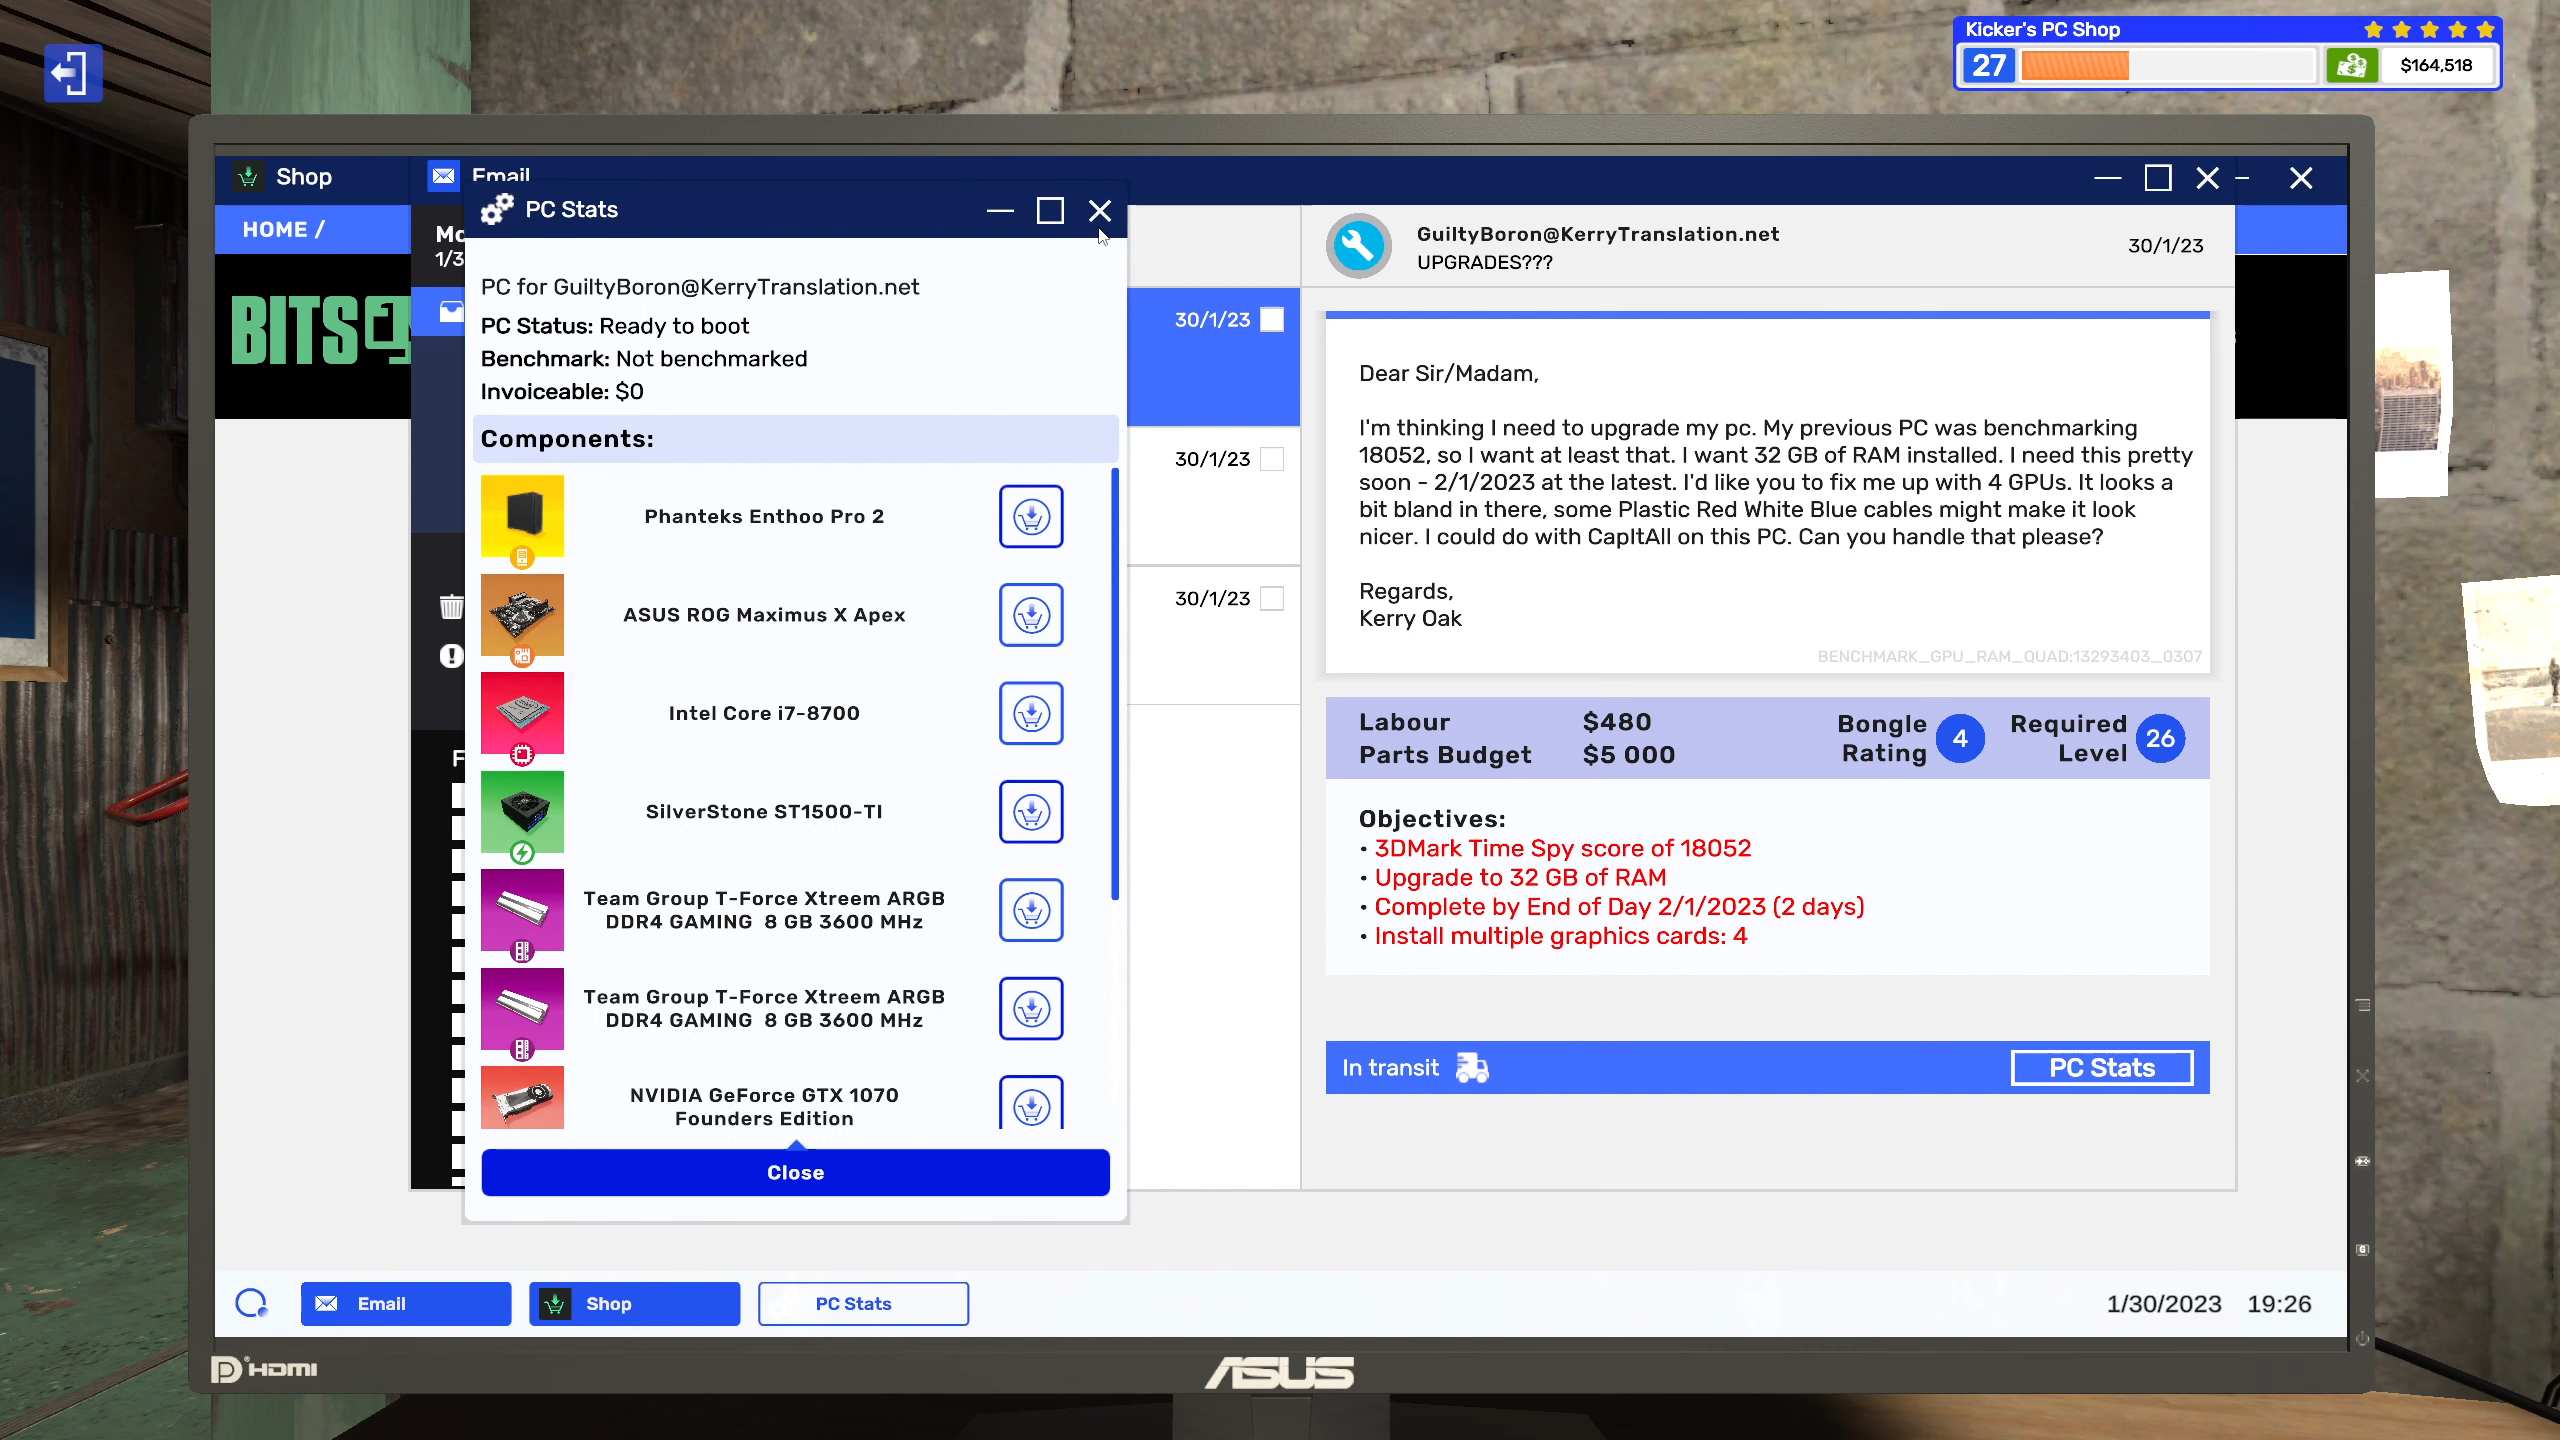 Kicker's PC Shop
27
$164,518
Shop
Email
HOME /
PC Stats
PC for GuiltyBoron@KerryTranslation.net
PC Status: Ready to boot
Benchmark: Not benchmarked
Invoiceable: $0
Components:
Phanteks Enthoo Pro 2
ASUS ROG Maximus X Apex
Intel Core i7-8700
SilverStone ST1500-TI
Team Group T-Force Xtreem ARGB
DDR4 GAMING 8 GB 3600 MHz
Team Group T-Force Xtreem ARGB
DDR4 GAMING 8 GB 3600 MHz
NVIDIA GeForce GTX 1070
Founders Edition
Close
BITS
Mo
1/3
F
30/1/23
30/1/23
30/1/23
GuiltyBoron@KerryTranslation.net
UPGRADES???
30/1/23
Dear Sir/Madam,
I'm thinking I need to upgrade my pc. My previous PC was benchmarking
18052, so I want at least that. I want 32 GB of RAM installed. I need this pretty
soon - 2/1/2023 at the latest. I'd like you to fix me up with 4 GPUs. It looks a
bit bland in there, some Plastic Red White Blue cables might make it look
nicer. I could do with CapItAll on this PC. Can you handle that please?
Regards,
Kerry Oak
BENCHMARK_GPU_RAM_QUAD:13293403_0307
Labour $480
Parts Budget $5 000
Bongle Rating 4
Required Level 26
Objectives:
• 3DMark Time Spy score of 18052
• Upgrade to 32 GB of RAM
• Complete by End of Day 2/1/2023 (2 days)
• Install multiple graphics cards: 4
In transit
PC Stats
Email
Shop
PC Stats
1/30/2023 19:26
HDMI
ASUS